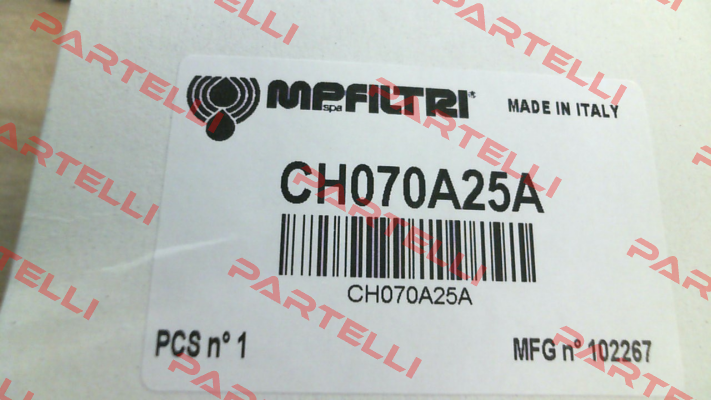 MPFILTRI®
spa
MADE IN ITALY
CH070A25A
CH070A25A
PCS n° 1
MFG n° 102267
PARTELLI
PARTELLI
PARTELLI
PARTELLI
PARTELLI
PARTELLI
PARTELLI
PARTELLI
PARTELLI